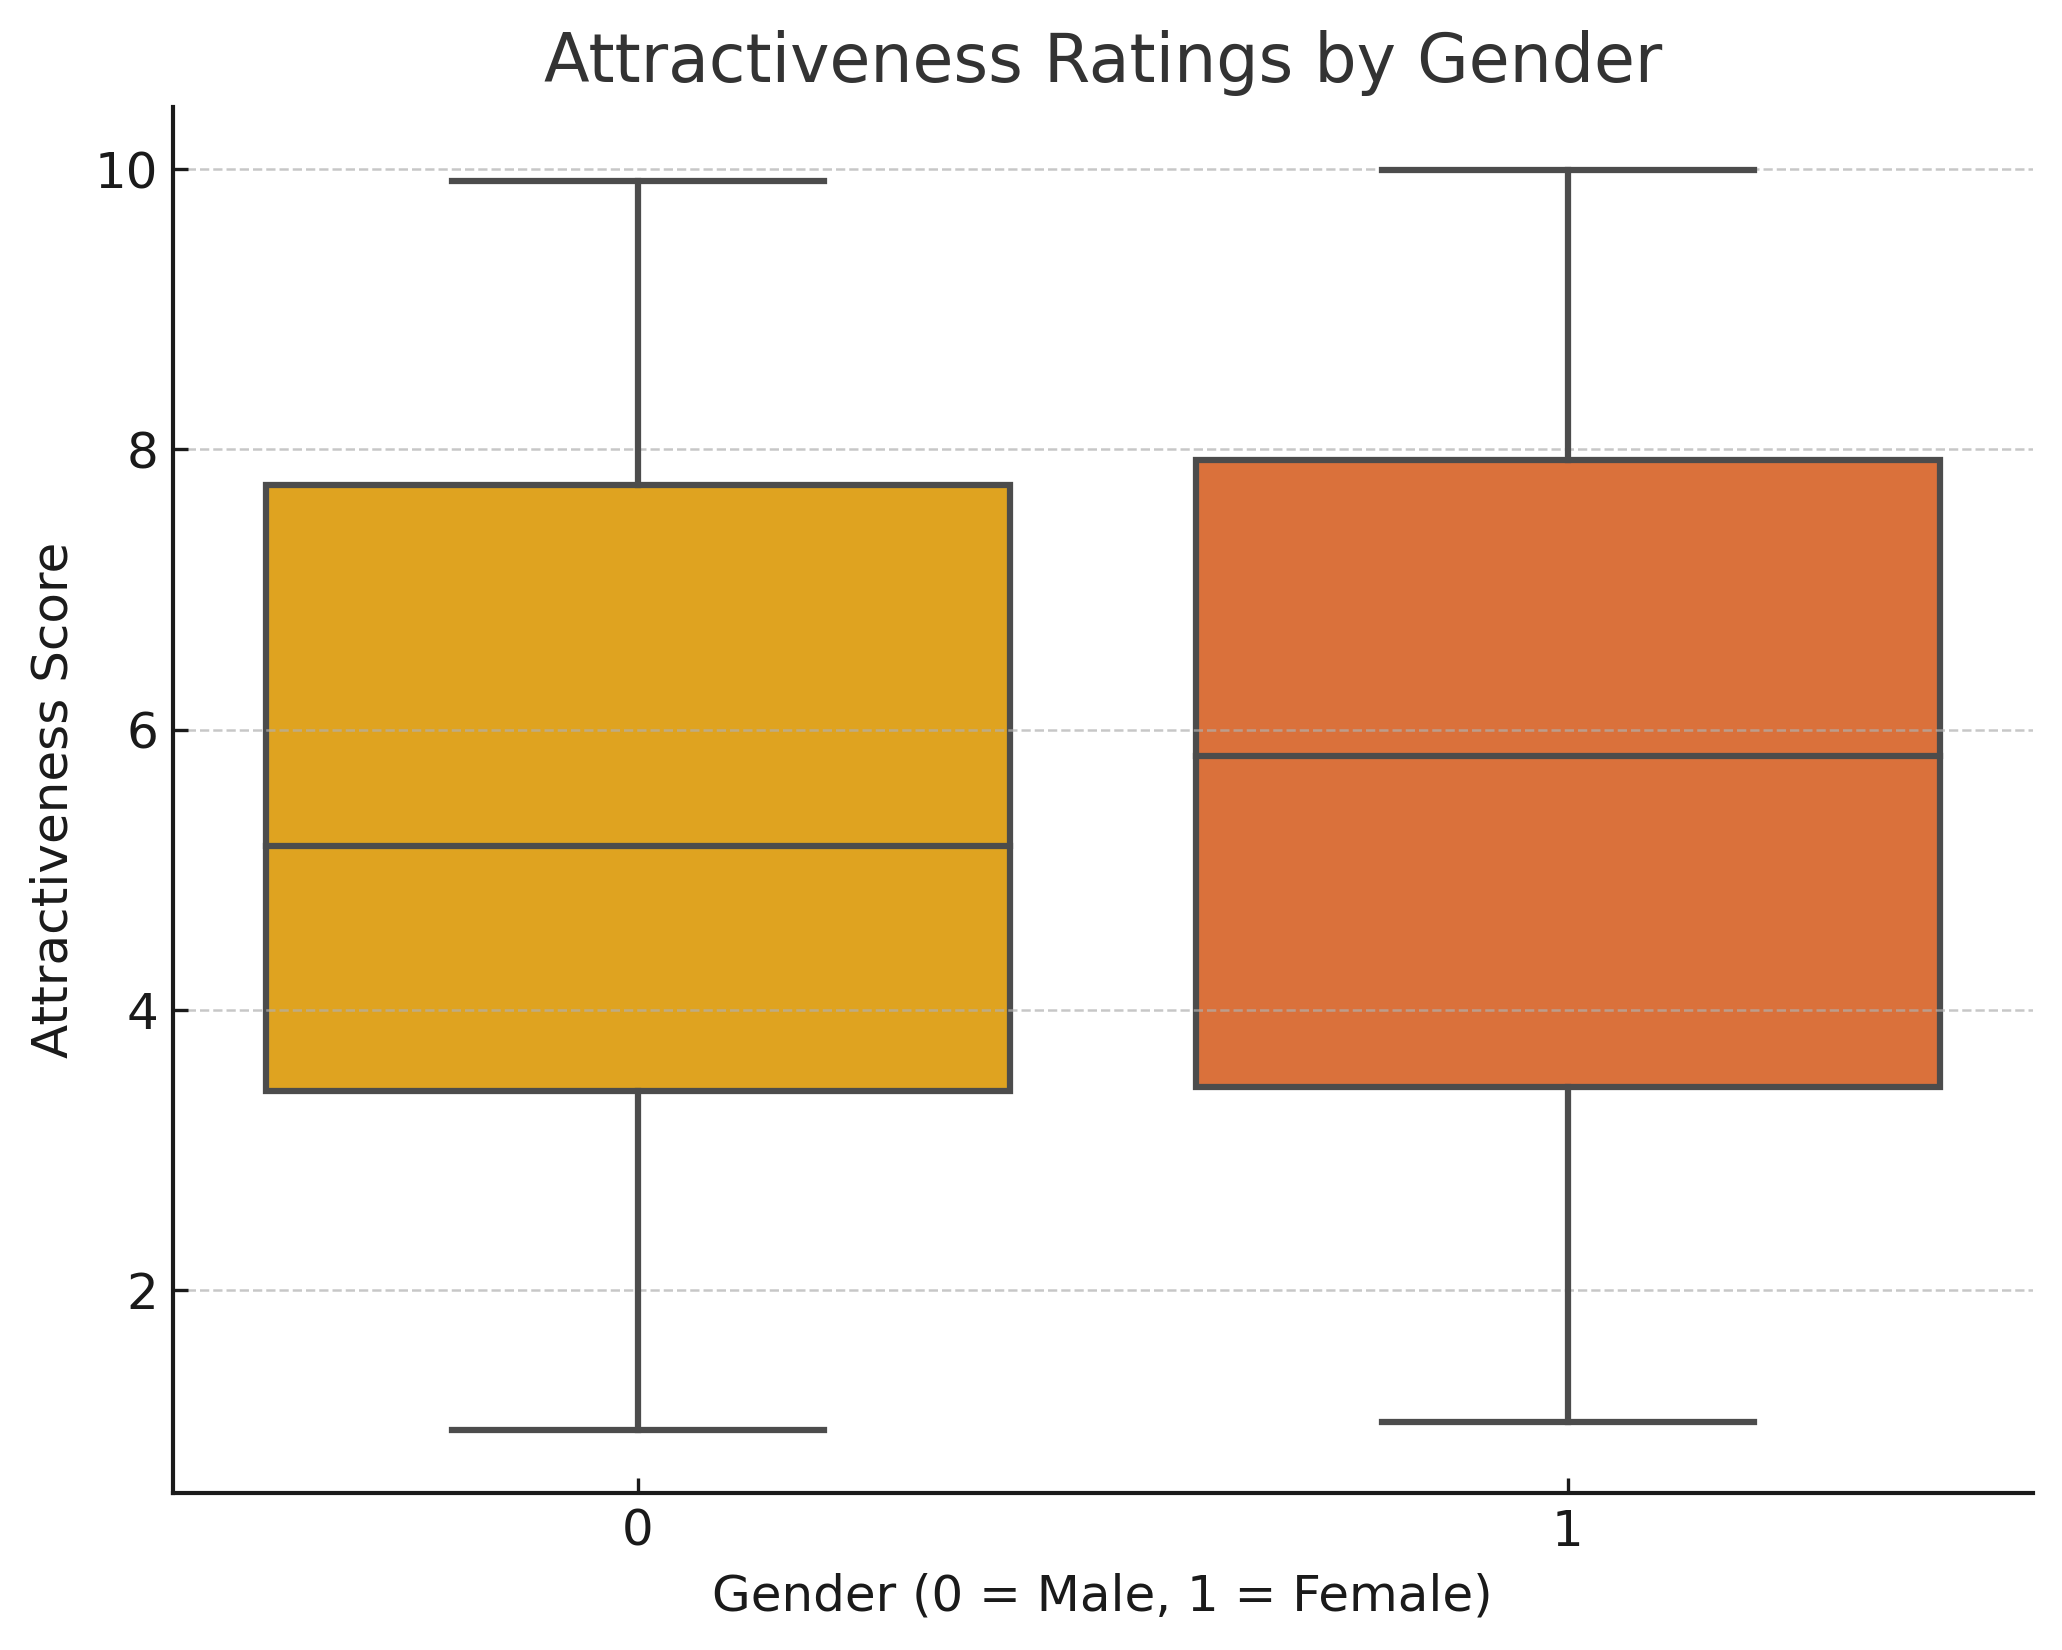 Attractiveness Ratings by Gender
Attractiveness Score
10
8
6
4
2
0
1
Gender (0 = Male, 1 = Female)